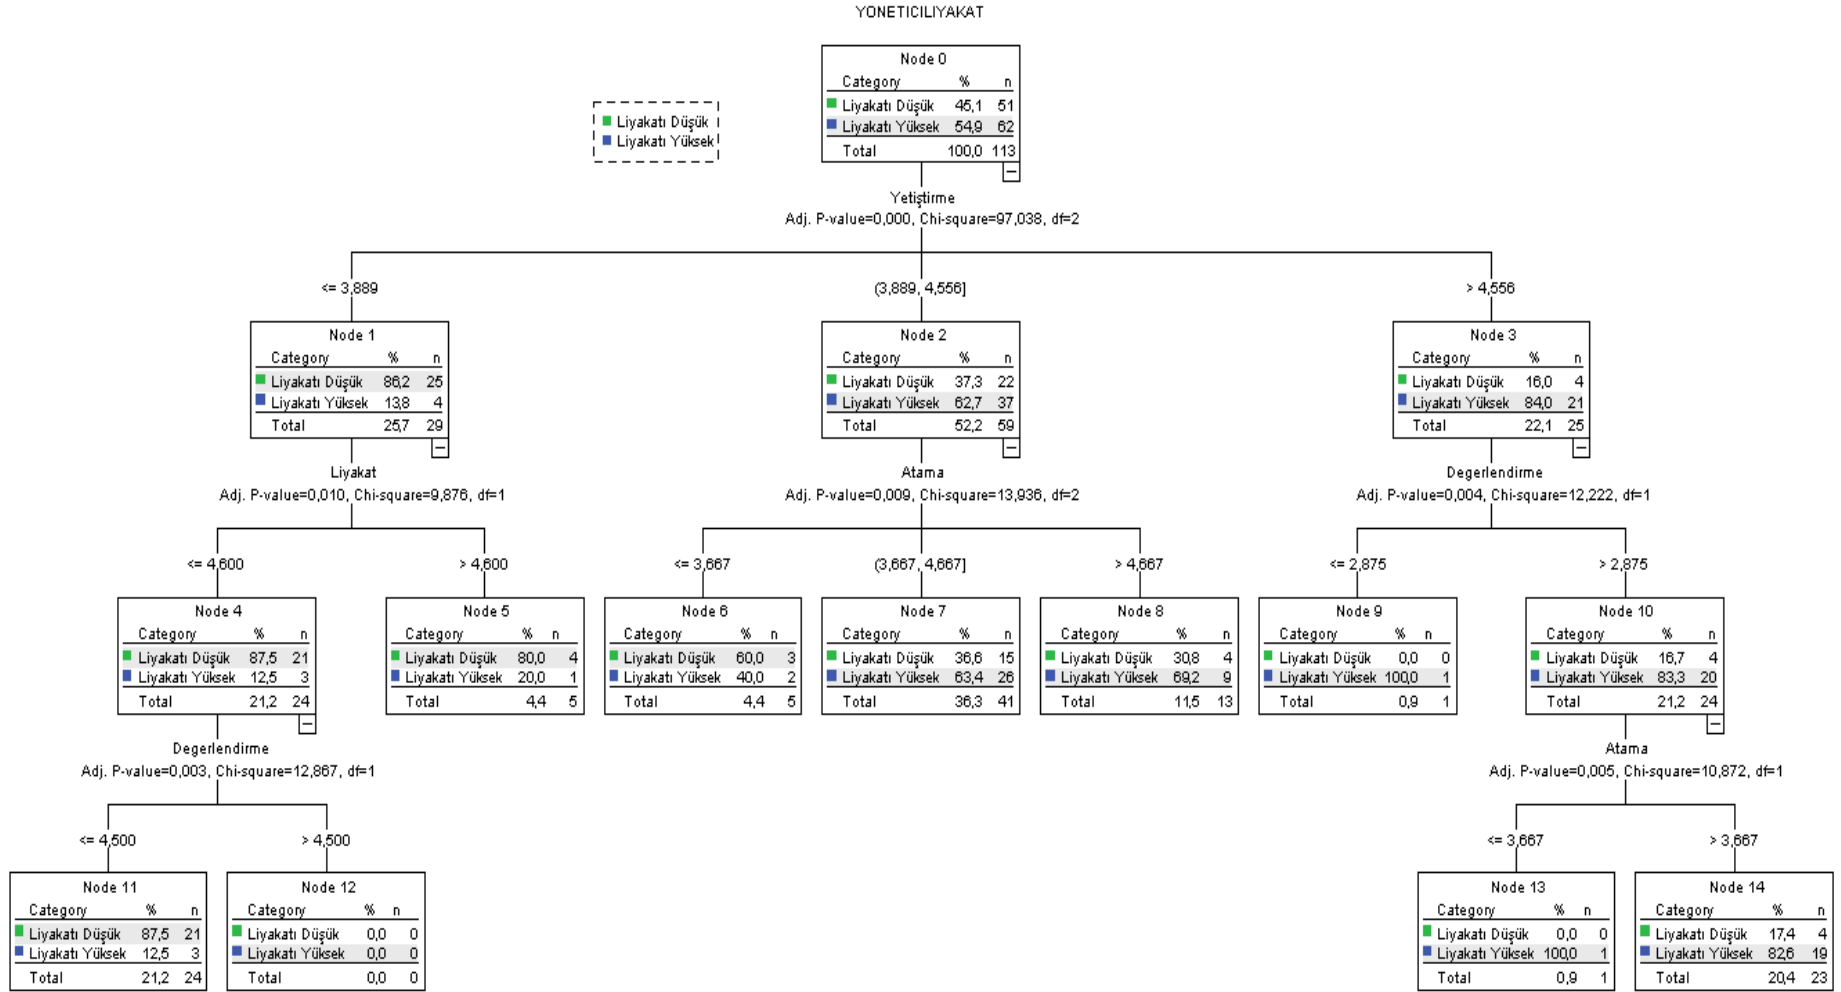 YONETICILIYAKAT
Liyakatı Düşük
Liyakatı Yüksek
Node 0
Category % n
Liyakatı Düşük 45,1 51
Liyakatı Yüksek 54,9 62
Total 100,0 113
Yetiştirme
Adj. P-value=0,000, Chi-square=97,038, df=2
<= 3,889
(3,889, 4,556]
> 4,556
Node 1
Category % n
Liyakatı Düşük 86,2 25
Liyakatı Yüksek 13,8 4
Total 25,7 29
Node 2
Category % n
Liyakatı Düşük 37,3 22
Liyakatı Yüksek 62,7 37
Total 52,2 59
Node 3
Category % n
Liyakatı Düşük 16,0 4
Liyakatı Yüksek 84,0 21
Total 22,1 25
Liyakat
Adj. P-value=0,010, Chi-square=9,876, df=1
Atama
Adj. P-value=0,009, Chi-square=13,936, df=2
Degerlendirme
Adj. P-value=0,004, Chi-square=12,222, df=1
<= 4,600
> 4,600
<= 3,667
(3,667, 4,667]
> 4,667
<= 2,875
> 2,875
Node 4
Category % n
Liyakatı Düşük 87,5 21
Liyakatı Yüksek 12,5 3
Total 21,2 24
Node 5
Category % n
Liyakatı Düşük 80,0 4
Liyakatı Yüksek 20,0 1
Total 4,4 5
Node 6
Category % n
Liyakatı Düşük 60,0 3
Liyakatı Yüksek 40,0 2
Total 4,4 5
Node 7
Category % n
Liyakatı Düşük 36,6 15
Liyakatı Yüksek 63,4 26
Total 36,3 41
Node 8
Category % n
Liyakatı Düşük 30,8 4
Liyakatı Yüksek 69,2 9
Total 11,5 13
Node 9
Category % n
Liyakatı Düşük 0,0 0
Liyakatı Yüksek 100,0 1
Total 0,9 1
Node 10
Category % n
Liyakatı Düşük 16,7 4
Liyakatı Yüksek 83,3 20
Total 21,2 24
Degerlendirme
Adj. P-value=0,003, Chi-square=12,867, df=1
Atama
Adj. P-value=0,005, Chi-square=10,872, df=1
<= 4,500
> 4,500
<= 3,667
> 3,667
Node 11
Category % n
Liyakatı Düşük 87,5 21
Liyakatı Yüksek 12,5 3
Total 21,2 24
Node 12
Category % n
Liyakatı Düşük 0,0 0
Liyakatı Yüksek 0,0 0
Total 0,0 0
Node 13
Category % n
Liyakatı Düşük 0,0 0
Liyakatı Yüksek 100,0 1
Total 0,9 1
Node 14
Category % n
Liyakatı Düşük 17,4 4
Liyakatı Yüksek 82,6 19
Total 20,4 23